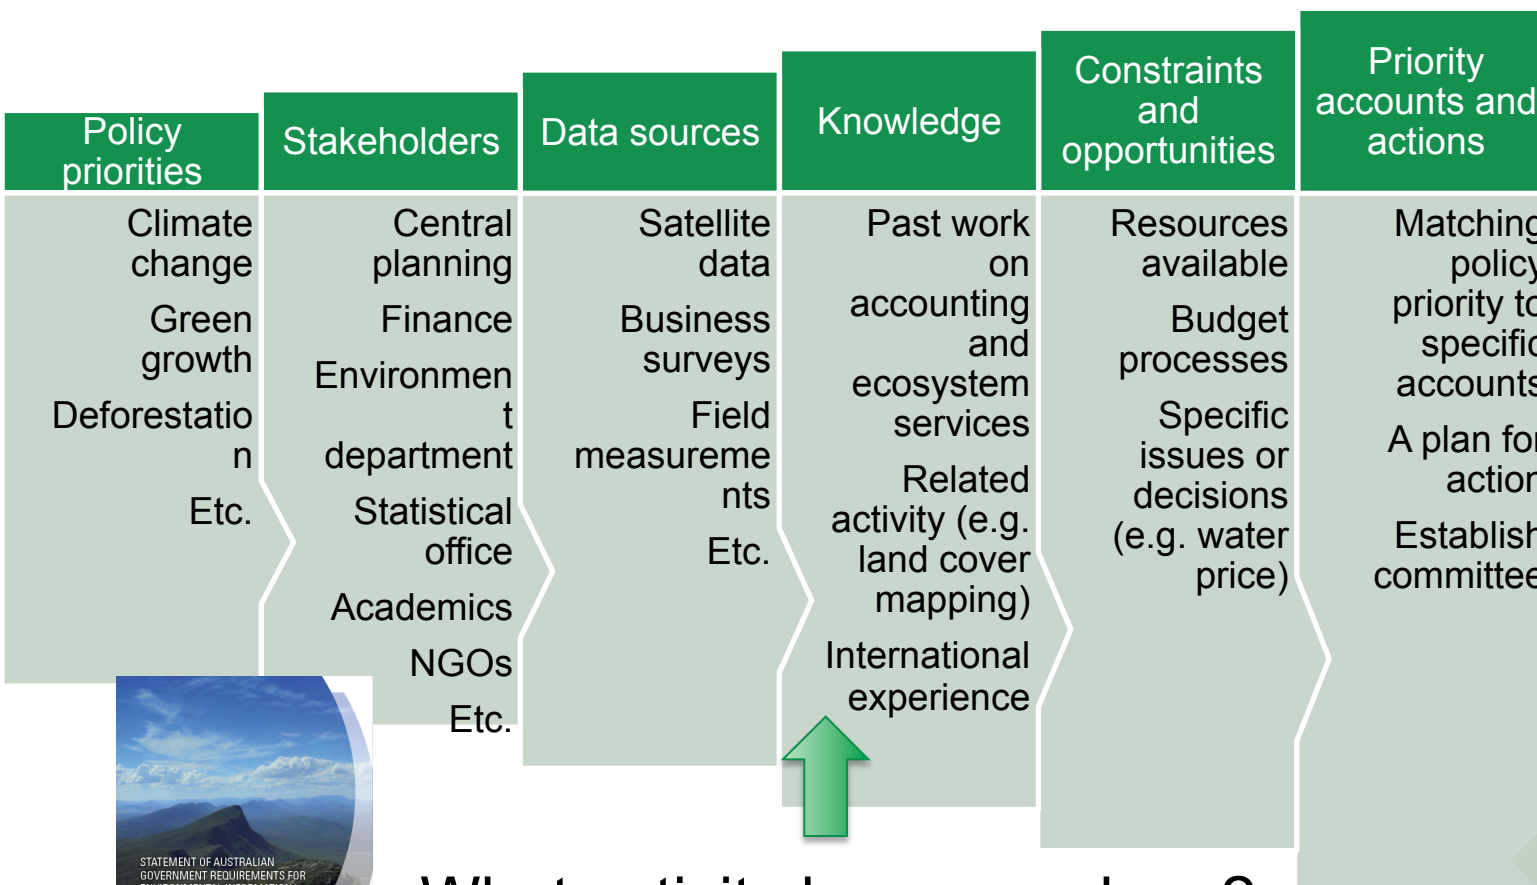 Policy
priorities
Climate
change
Green
growth
Deforestatio
n
Etc.
Stakeholders
Central
planning
Finance
Environmen
t
department
Statistical
office
Academics
NGOs
Etc.
Data sources
Satellite
data
Business
surveys
Field
measureme
nts
Etc.
Knowledge
Past work
on
accounting
and
ecosystem
services
Related
activity (e.g.
land cover
mapping)
International
experience
Constraints
and
opportunities
Resources
available
Budget
processes
Specific
issues or
decisions
(e.g. water
price)
Priority
accounts and
actions
Matching
policy
priority to
specific
accounts
A plan for
action
Establish
committee
STATEMENT OF AUSTRALIAN
GOVERNMENT REQUIREMENTS FOR